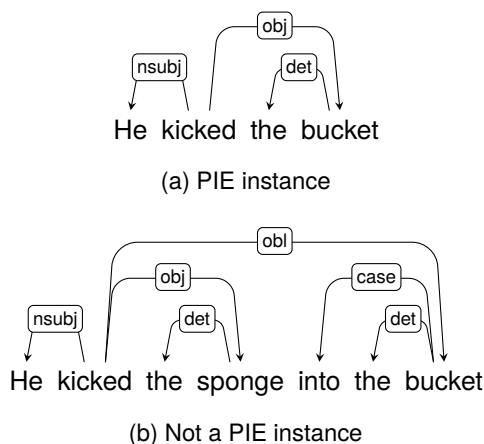 obj
nsubj det
He kicked the bucket
(a) PIE instance
obl
obj case
nsubj det det
He kicked the sponge into the bucket
(b) Not a PIE instance